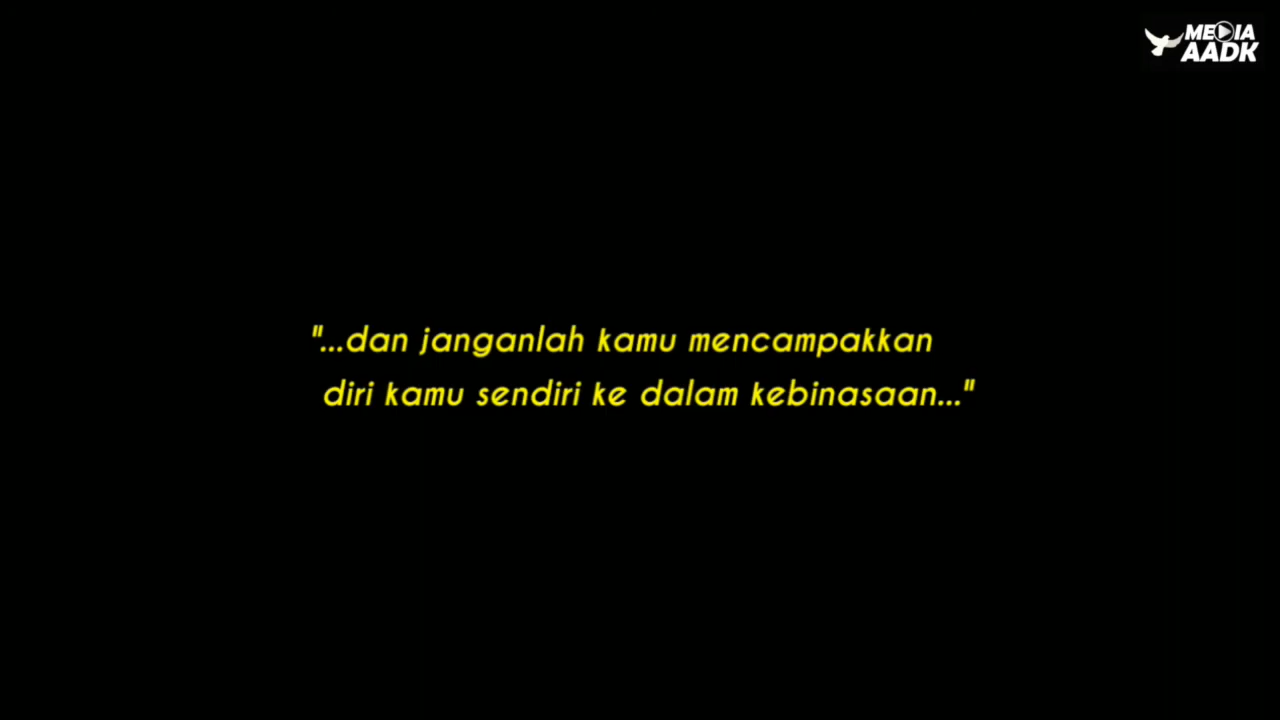 MEDIA
AADK
"...dan janganlah kamu mencampakkan
diri kamu sendiri ke dalam kebinasaan..."